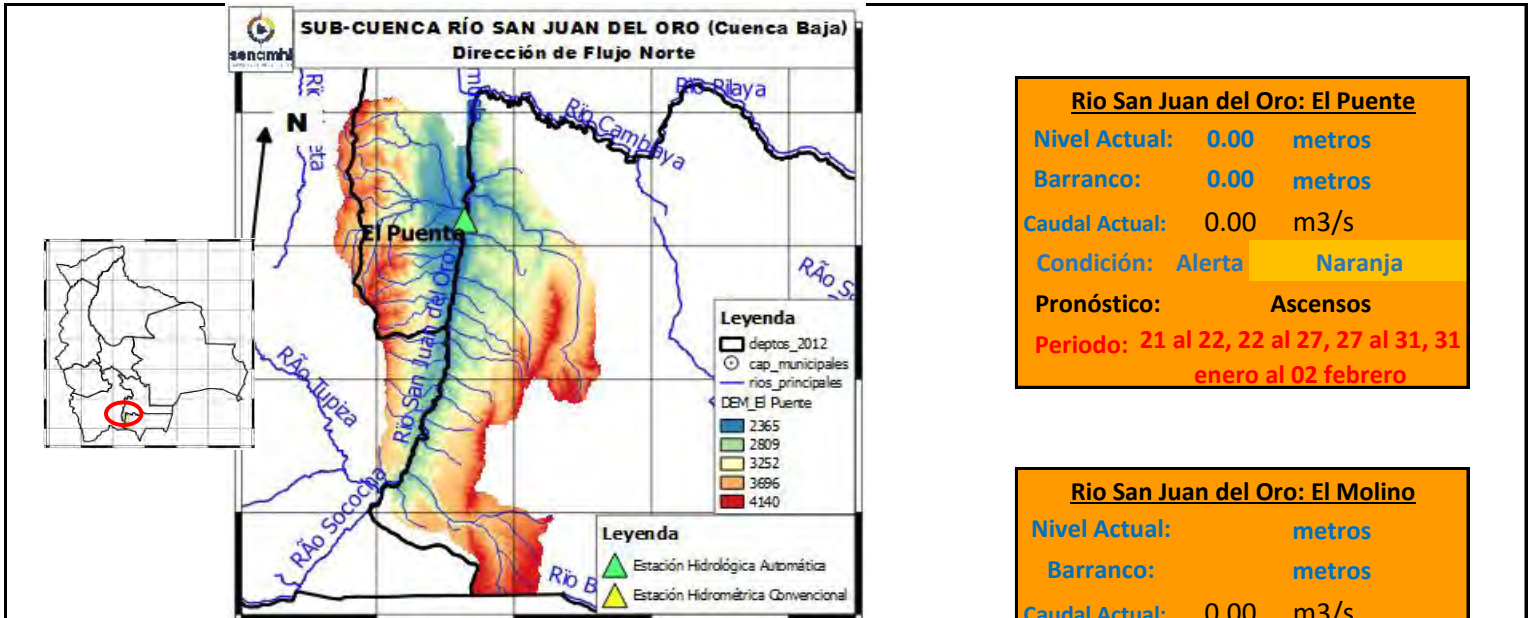 SUB-CUENCA RÍO SAN JUAN DEL ORO (Cuenca Baja)
Dirección de Flujo Norte
senamhi
N
Río Pilaya
Río Cambaya
El Puente
Río San Juan del Oro
RÃo Tupiza
RÃo Sococha
RÃo S
Río B
Leyenda
deptos_2012
cap_municipales
rios_principales
DEM_El Puente
2365
2809
3252
3696
4140
Leyenda
Estación Hidrológica Automática
Estación Hidrométrica Convencional
Rio San Juan del Oro: El Puente
Nivel Actual: 0.00 metros
Barranco: 0.00 metros
Caudal Actual: 0.00 m3/s
Condición: Alerta Naranja
Pronóstico: Ascensos
Periodo: 21 al 22, 22 al 27, 27 al 31, 31
enero al 02 febrero
Rio San Juan del Oro: El Molino
Nivel Actual: metros
Barranco: metros
Caudal Actual: 0.00 m3/s